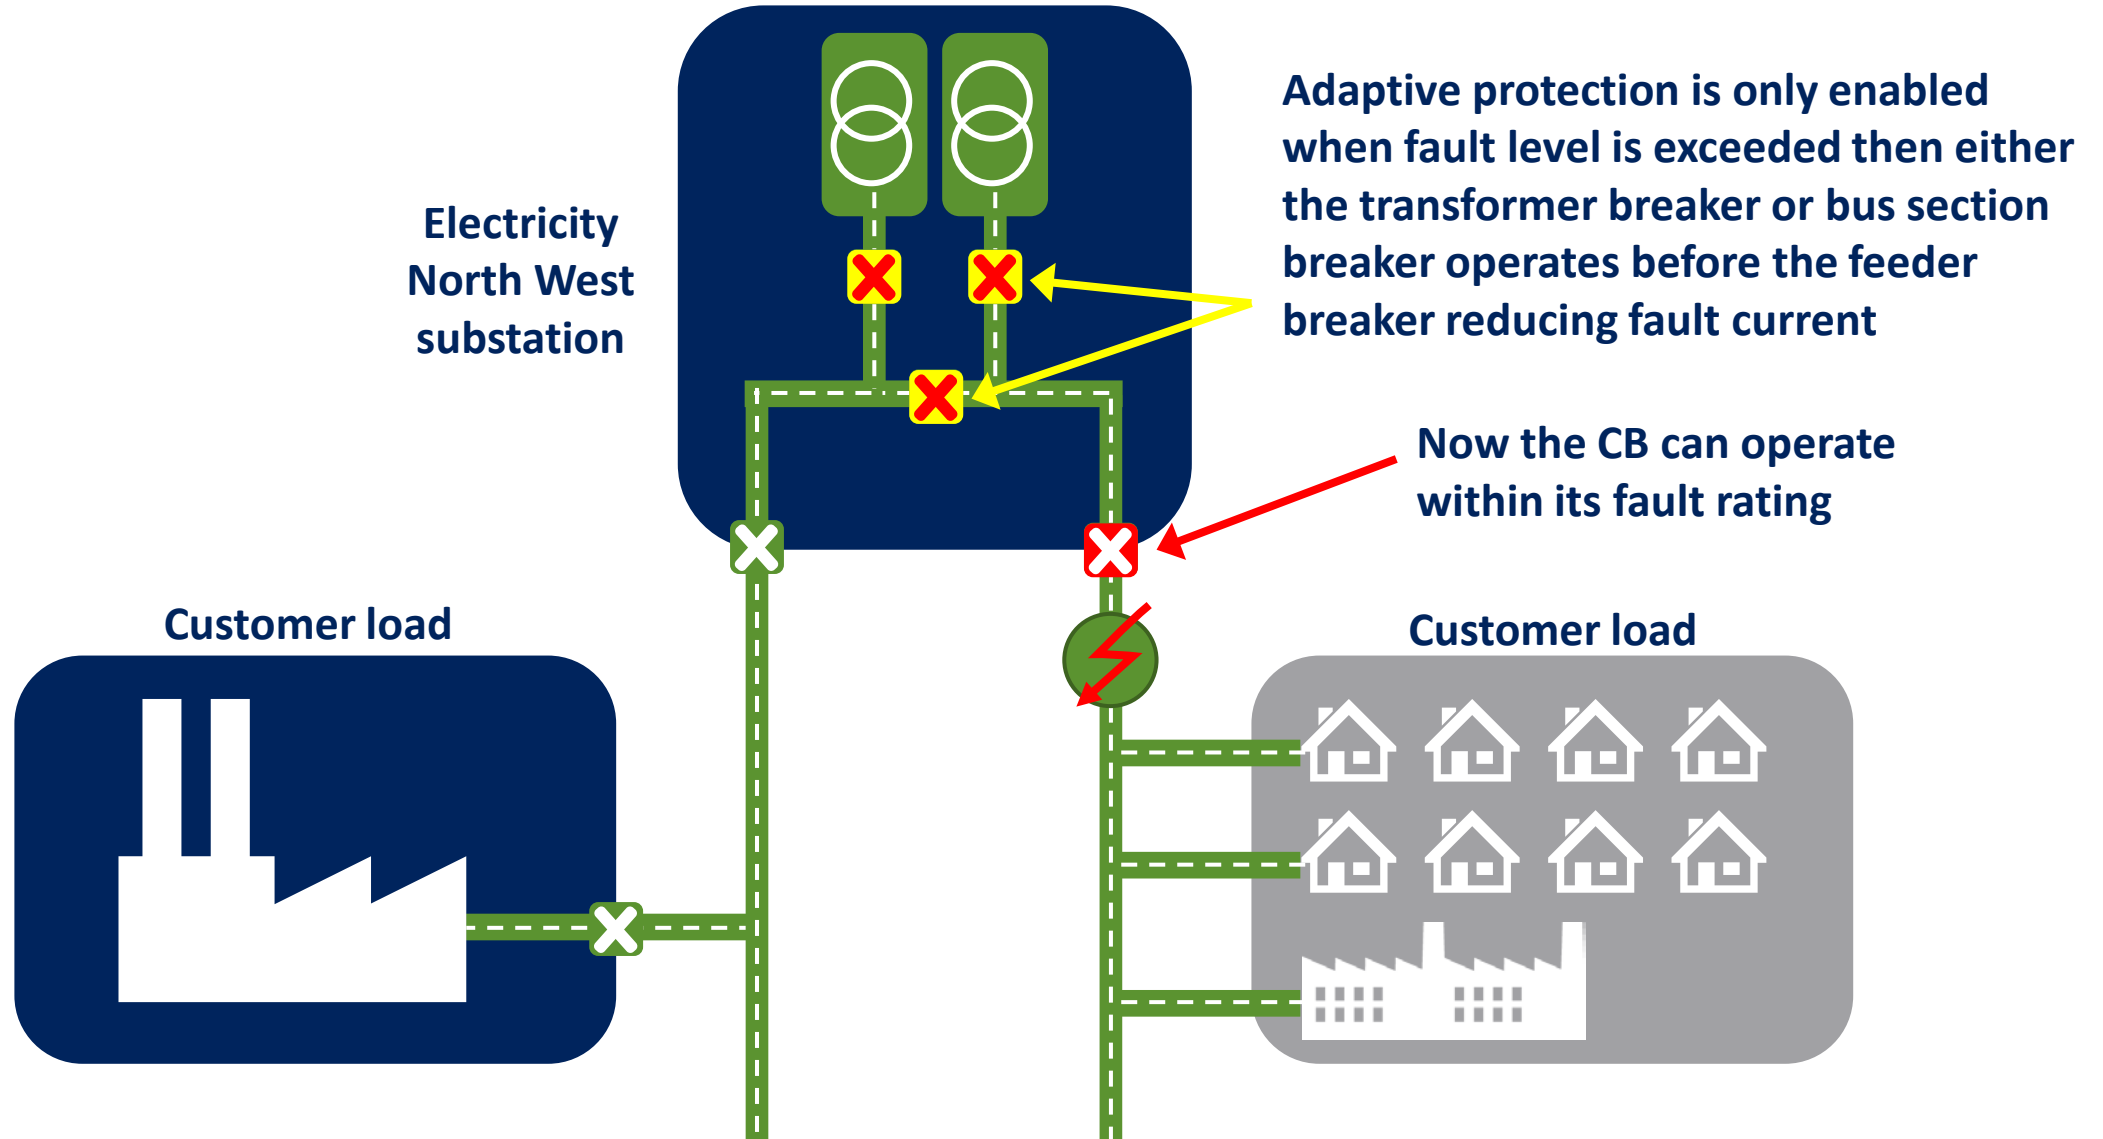 Electricity
North West
substation
Adaptive protection is only enabled
when fault level is exceeded then either
the transformer breaker or bus section
breaker operates before the feeder
breaker reducing fault current
Now the CB can operate
within its fault rating
Customer load
Customer load